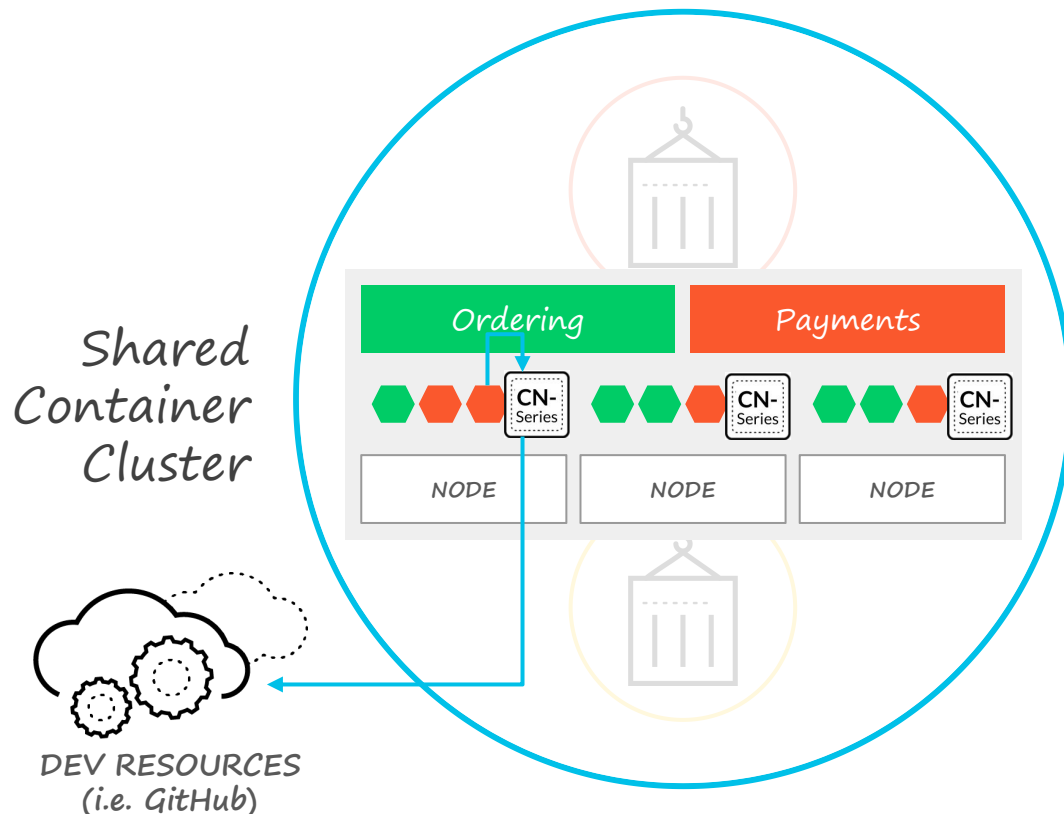 Shared
Container
Cluster
Ordering
Payments
CN-
Series
CN-
Series
CN-
Series
NODE
NODE
NODE
DEV RESOURCES
(i.e. GitHub)